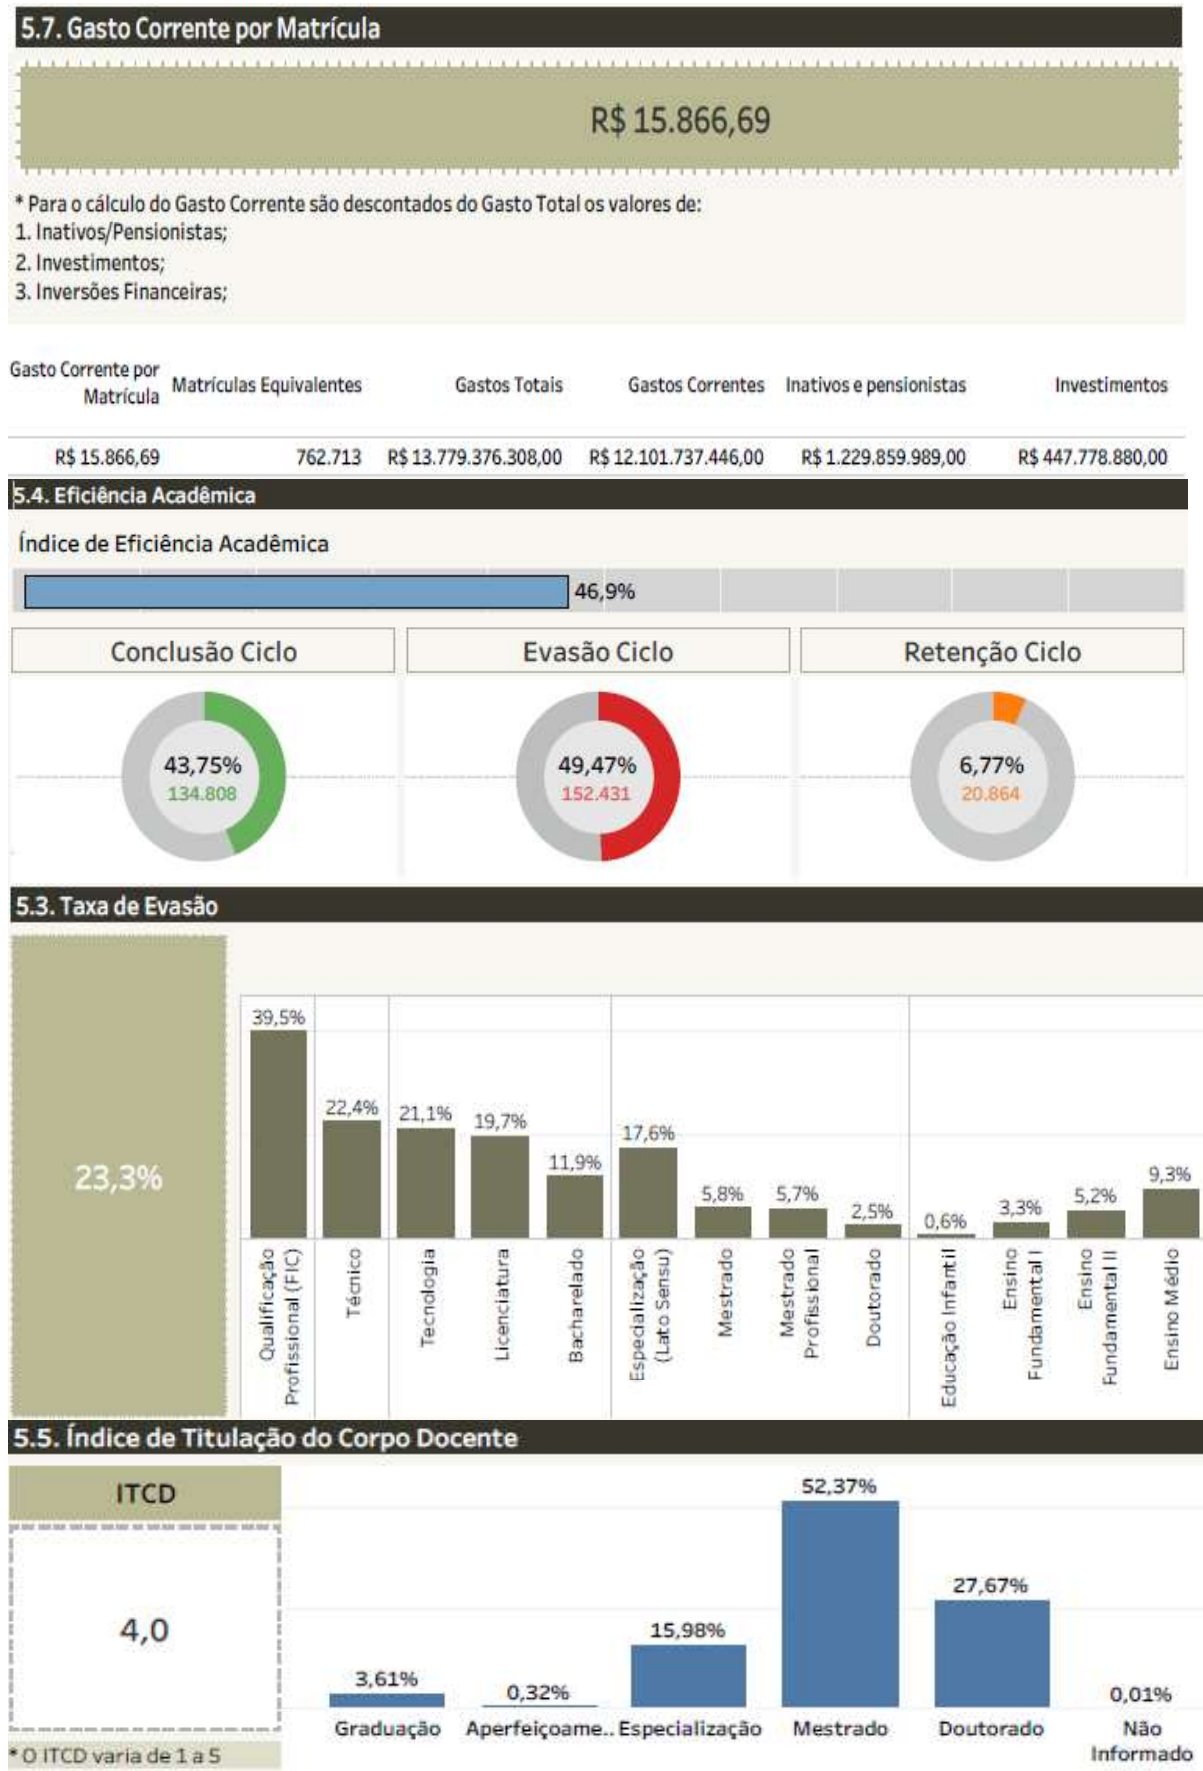 5.7. Gasto Corrente por Matrícula
R$ 15.866,69
* Para o cálculo do Gasto Corrente são descontados do Gasto Total os valores de:
1. Inativos/Pensionistas;
2. Investimentos;
3. Inversões Financeiras;
Gasto Corrente por Matrícula Matrículas Equivalentes Gastos Totais Gastos Correntes Inativos e pensionistas Investimentos
R$ 15.866,69 762.713 R$ 13.779.376.308,00 R$ 12.101.737.446,00 R$ 1.229.859.989,00 R$ 447.778.880,00
5.4. Eficiência Acadêmica
Índice de Eficiência Acadêmica
46,9%
Conclusão Ciclo Evasão Ciclo Retenção Ciclo
43,75% 49,47% 6,77%
134.808 152.431 20.864
5.3. Taxa de Evasão
23,3%
39,5% 22,4% 21,1% 19,7% 11,9% 17,6% 5,8% 5,7% 2,5% 0,6% 3,3% 5,2% 9,3%
Qualificação Profissional (FIC)
Técnico
Tecnologia
Licenciatura
Bacharelado
Especialização (Lato Sensu)
Mestrado
Mestrado Profissional
Doutorado
Educação Infantil
Ensino Fundamental I
Ensino Fundamental II
Ensino Médio
5.5. Índice de Titulação do Corpo Docente
ITCD
4,0
* O ITCD varia de 1 a 5
3,61% 0,32% 15,98% 52,37% 27,67% 0,01%
Graduação Aperfeiçoame.. Especialização Mestrado Doutorado Não Informado